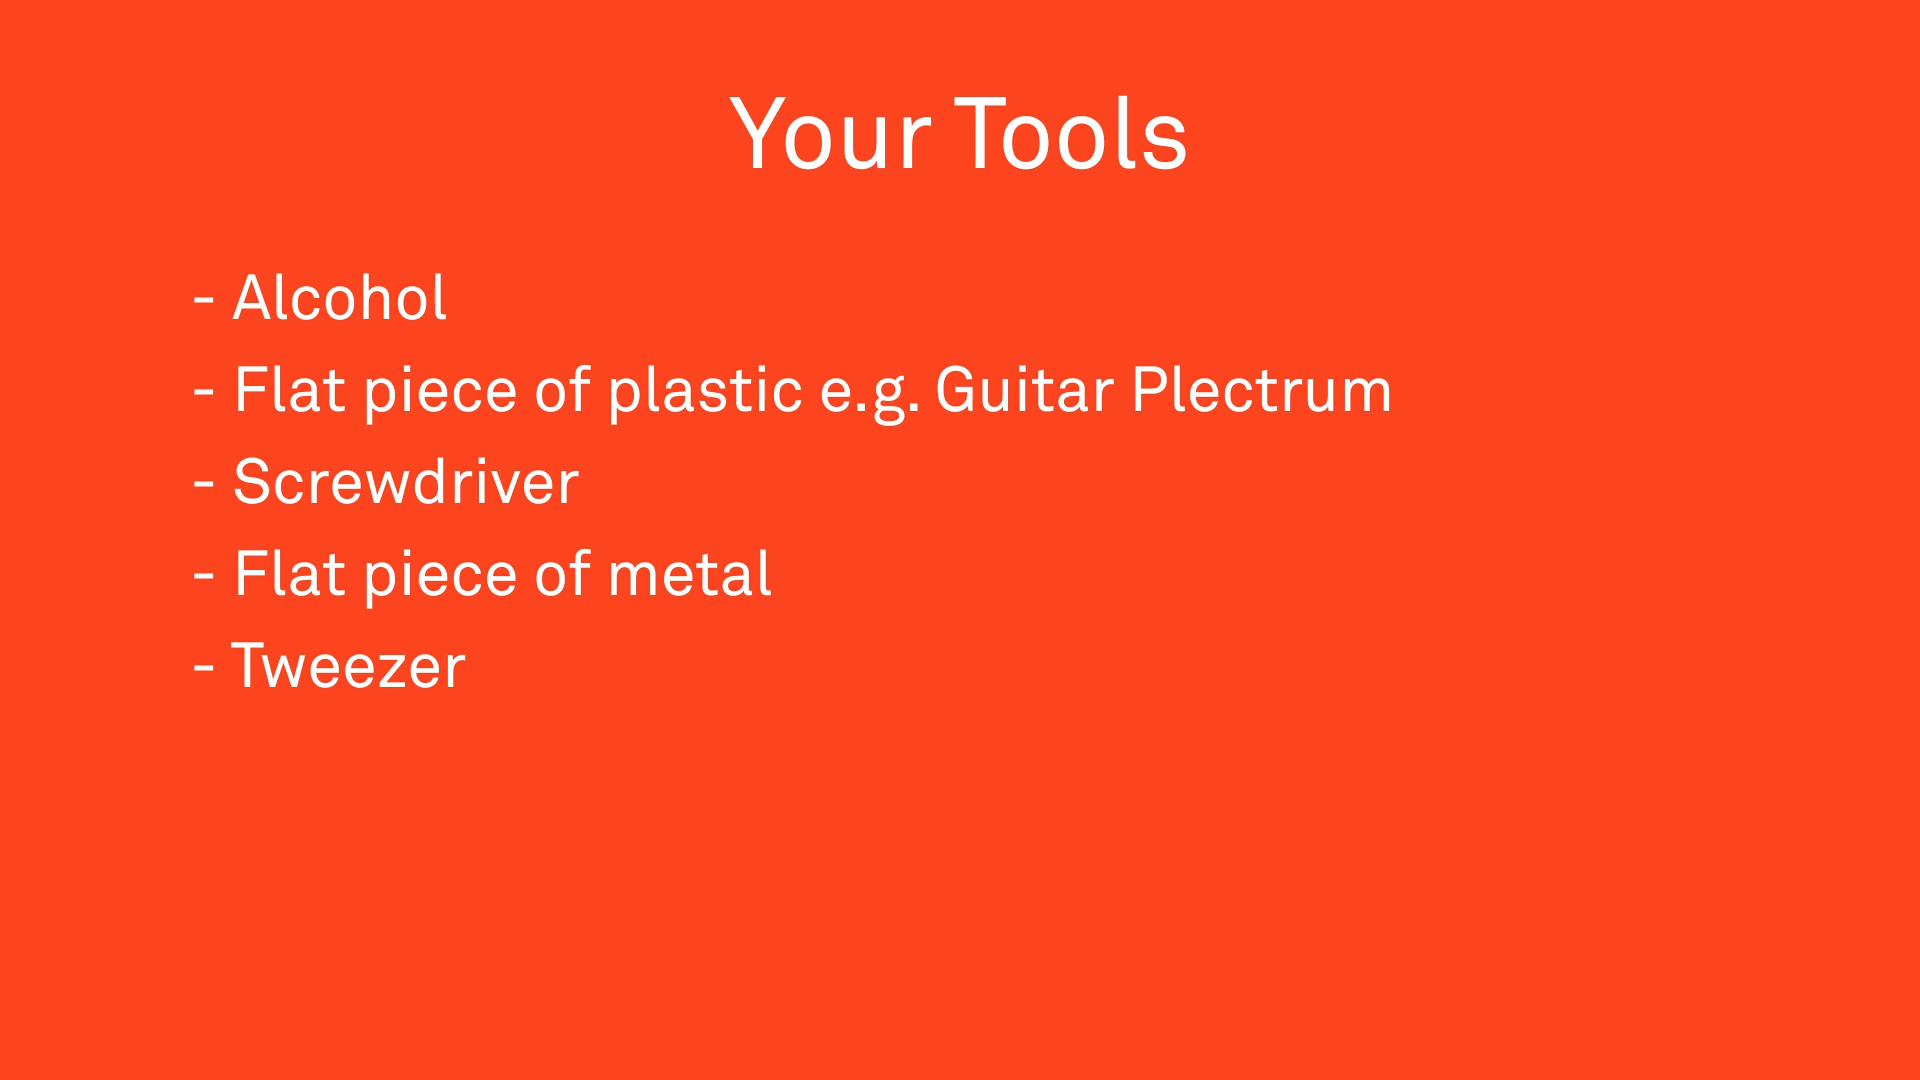 Your Tools
- Alcohol
- Flat piece of plastic e.g. Guitar Plectrum
- Screwdriver
- Flat piece of metal
- Tweezer